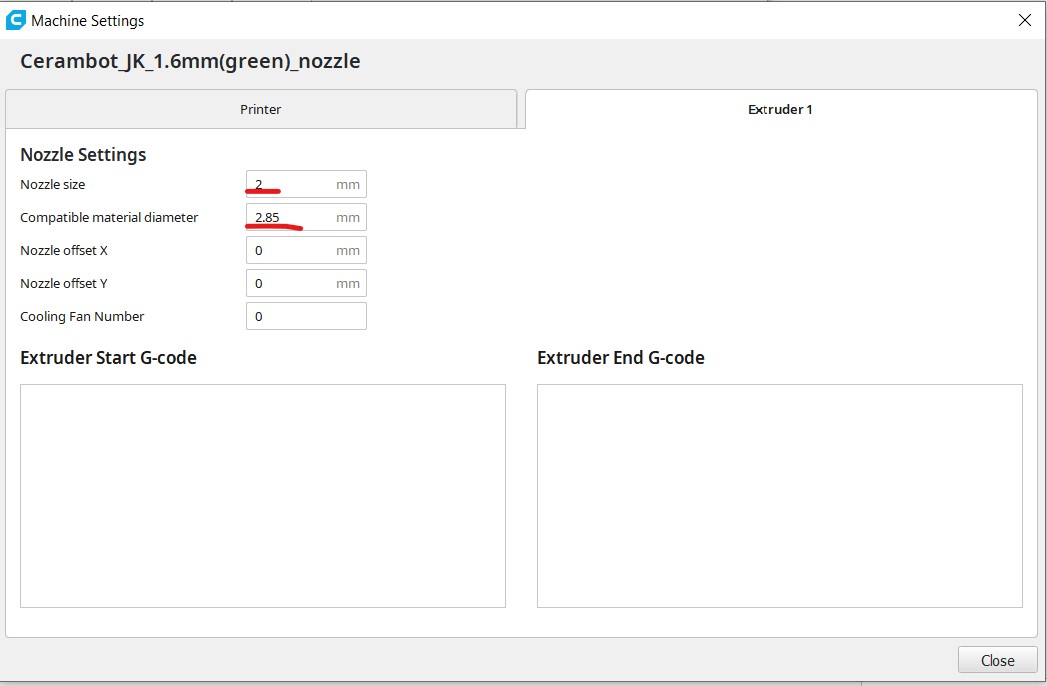 Machine Settings
Cerambot_JK_1.6mm(green)_nozzle
Printer
Extruder 1
Nozzle Settings
Nozzle size 2 mm
Compatible material diameter 2.85 mm
Nozzle offset X 0 mm
Nozzle offset Y 0 mm
Cooling Fan Number 0
Extruder Start G-code
Extruder End G-code
Close